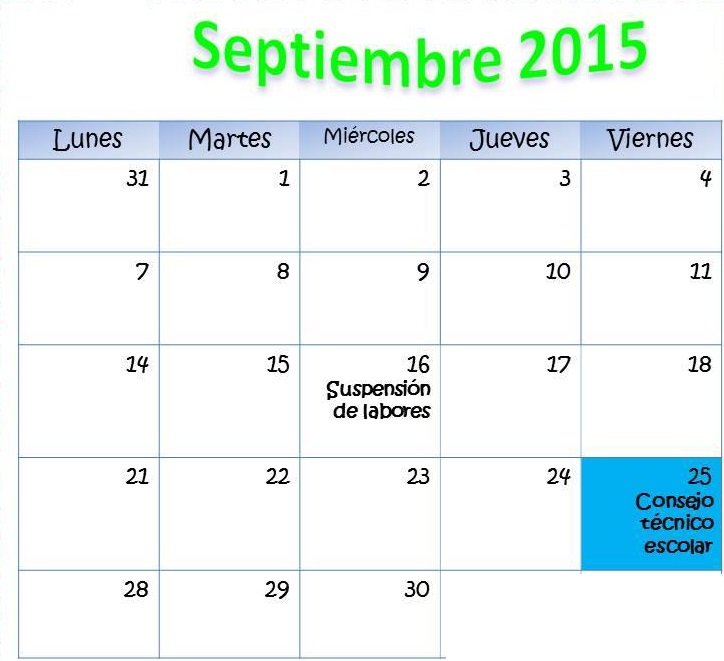 Septiembre 2015
Lunes Martes Miércoles Jueves Viernes
31 1 2 3 4
7 8 9 10 11
14 15 16 17 18
Suspensión
de labores
21 22 23 24 25
Consejo
técnico
escolar
28 29 30